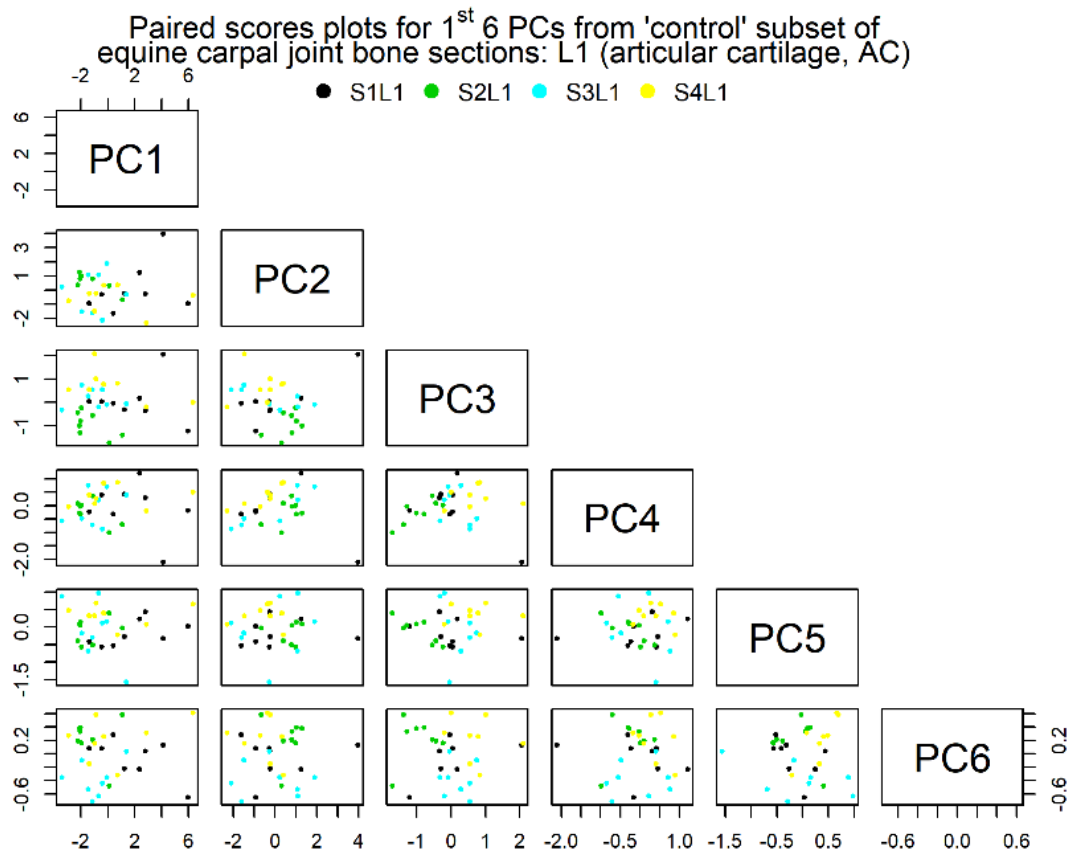 Paired scores plots for 1st 6 PCs from 'control' subset of
equine carpal joint bone sections: L1 (articular cartilage, AC)
-2 2 6
S1L1 S2L1 S3L1 S4L1
6
2
-2
PC1
3
1
-2
PC2
1
-1
PC3
0.0
-2.0
PC4
0.0
-1.5
PC5
0.2
-0.6
PC6
0.2
-0.6
-2 2 6 -2 0 2 4 -1 0 1 2 -2.0 -0.5 1.0 -1.5 -0.5 0.5 -0.6 0.0 0.6